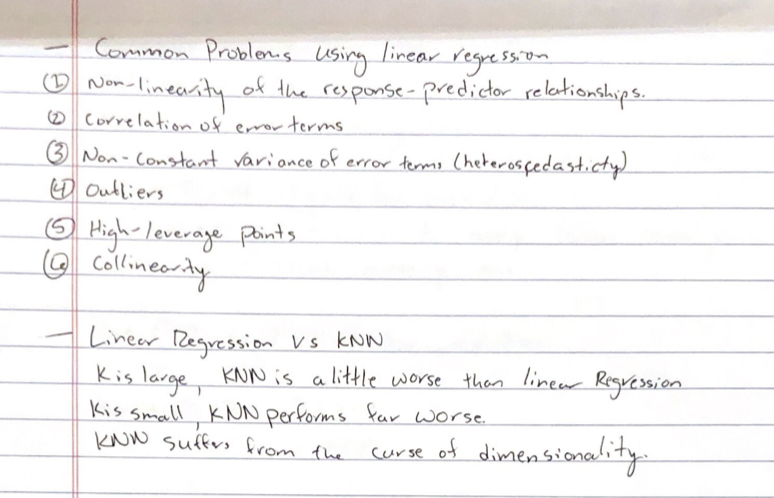 — Common Problems using linear regression
① Non-linearity of the response-predictor relationships.
② Correlation of error terms
③ Non-Constant variance of error terms (heteroscedasticty)
④ Outliers
⑤ High-leverage points
⑥ Collinearity
— Linear Regression vs KNN
K is large, KNN is a little worse than linear Regression
K is small, KNN performs far worse.
KNN suffers from the curse of dimensionality.